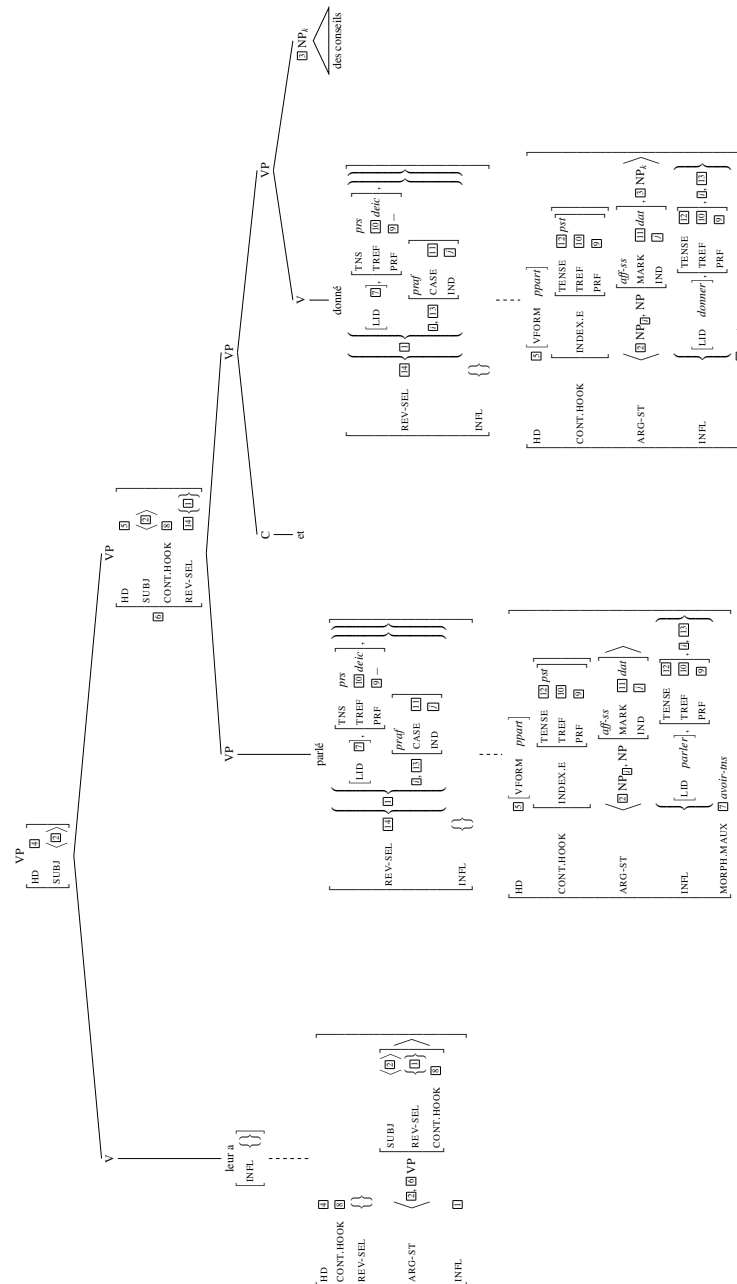 VP
[HD [4]
SUBJ ⟨[2]⟩]
V
VP
[6] [HD [5]
SUBJ ⟨[2]⟩
CONT.HOOK [8]
REV-SEL [14] {[1]}]
leur a
[INFL {}]
VP
C
VP
et
V
VP
[3] NPk
des conseils
parlé
donné
[HD [4]
CONT.HOOK [8]
REV-SEL {}
ARG-ST ⟨[2], [6] VP [SUBJ ⟨[2]⟩
REV-SEL {[1]}
CONT.HOOK [8]]⟩
INFL [1]
[REV-SEL [14] {[1] {[LID [7]], [TNS prs
TREF [10] deic
PRF [9] –],
[i], [13] [praf
CASE [11]
IND [j]]}}
INFL {}]
[HD [5] [VFORM ppart]
CONT.HOOK [INDEX.E [TENSE [12] pst
TREF [10]
PRF [9]]]
ARG-ST ⟨[2] NP[i], NP [aff-ss
MARK [11] dat
IND [j]]⟩
INFL {[LID parler], [TENSE [12]
TREF [10]
PRF [9]], [i], [13]}
MORPH.MAUX [7] avoir-tns]
[REV-SEL [14] {[1] {[LID [7]], [TNS prs
TREF [10] deic
PRF [9] –],
[i], [13] [praf
CASE [11]
IND [j]]}}
INFL {}]
[HD [5] [VFORM ppart]
CONT.HOOK [INDEX.E [TENSE [12] pst
TREF [10]
PRF [9]]]
ARG-ST ⟨[2] NP[i], NP [aff-ss
MARK [11] dat
IND [j]], [3] NPk⟩
INFL {[LID donner], [TENSE [12]
TREF [10]
PRF [9]], [i], [13]}